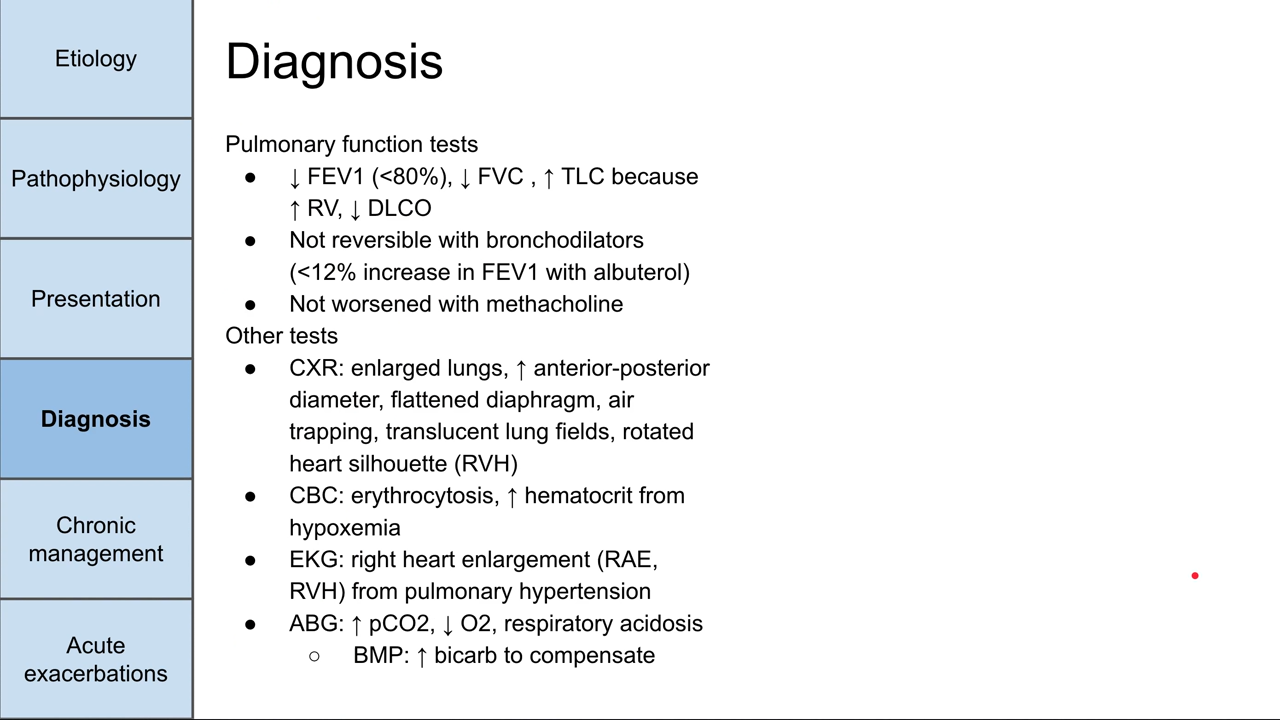 Etiology
Pathophysiology
Presentation
Diagnosis
Chronic
management
Acute
exacerbations
Diagnosis
Pulmonary function tests
● ↓ FEV1 (<80%), ↓ FVC , ↑ TLC because
↑ RV, ↓ DLCO
● Not reversible with bronchodilators
(<12% increase in FEV1 with albuterol)
● Not worsened with methacholine
Other tests
● CXR: enlarged lungs, ↑ anterior-posterior
diameter, flattened diaphragm, air
trapping, translucent lung fields, rotated
heart silhouette (RVH)
● CBC: erythrocytosis, ↑ hematocrit from
hypoxemia
● EKG: right heart enlargement (RAE,
RVH) from pulmonary hypertension
● ABG: ↑ pCO2, ↓ O2, respiratory acidosis
○ BMP: ↑ bicarb to compensate